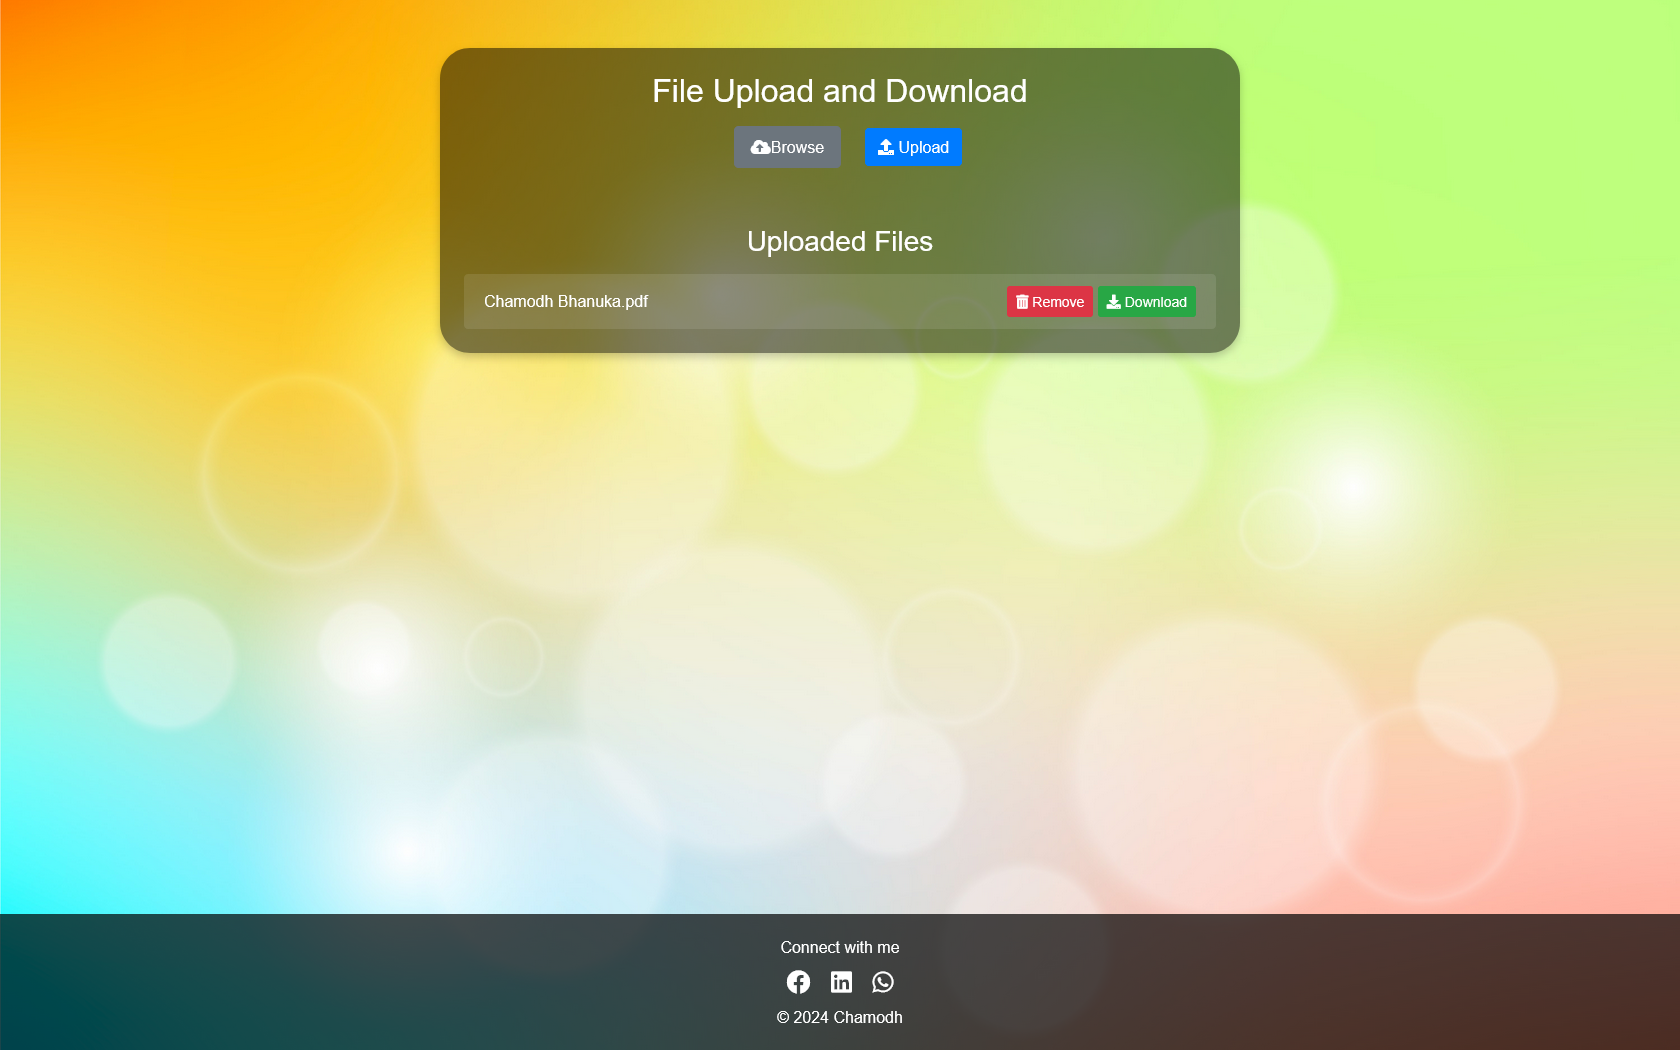 File Upload and Download
Browse Upload
Uploaded Files
Chamodh Bhanuka.pdf Remove Download
Connect with me
© 2024 Chamodh